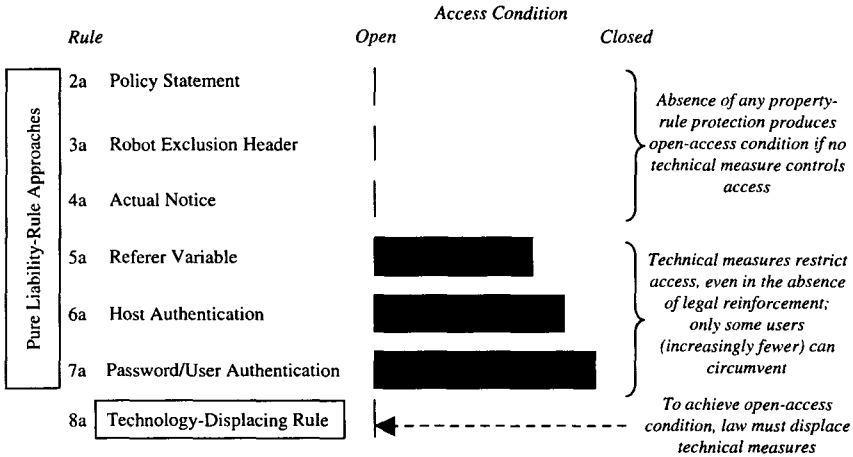 Access Condition
Rule Open Closed
Pure Liability-Rule Approaches
2a Policy Statement
3a Robot Exclusion Header
4a Actual Notice
Absence of any property-
rule protection produces
open-access condition if no
technical measure controls
access
5a Referer Variable
6a Host Authentication
7a Password/User Authentication
Technical measures restrict
access, even in the absence
of legal reinforcement;
only some users
(increasingly fewer) can
circumvent
8a Technology-Displacing Rule
To achieve open-access
condition, law must displace
technical measures